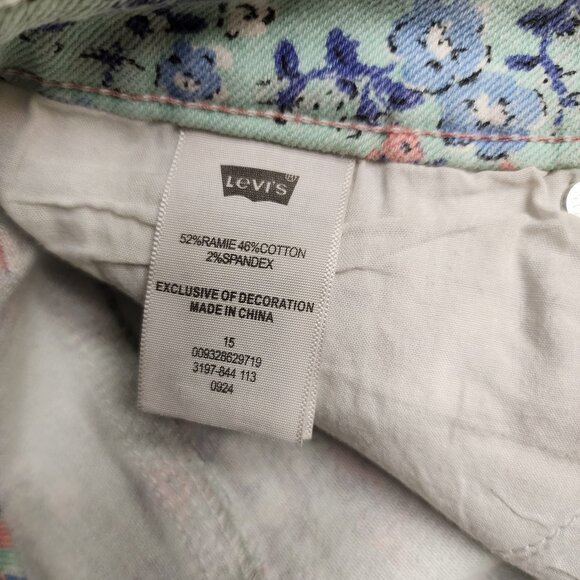 Levi's
52%RAMIE 46%COTTON
2%SPANDEX
EXCLUSIVE OF DECORATION
MADE IN CHINA
15
009328629719
3197-844 113
0924